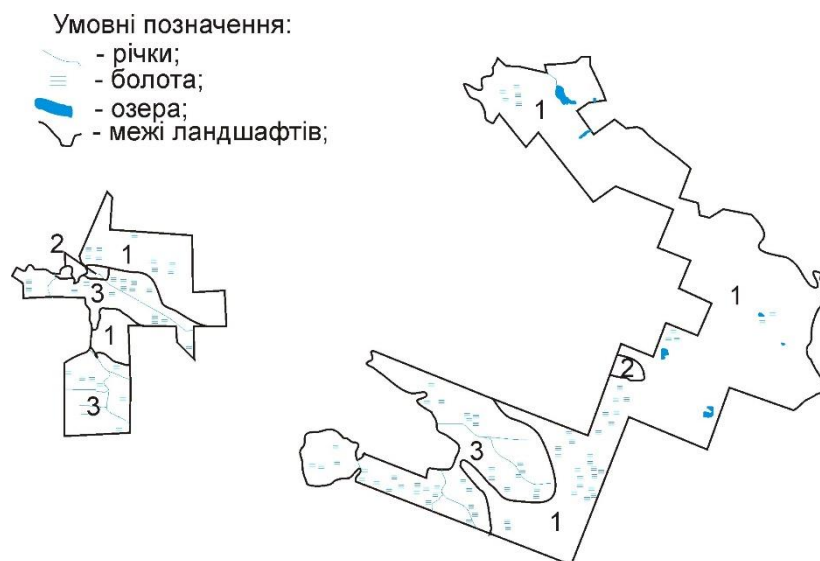 Умовні позначення:
- річки;
- болота;
- озера;
- межі ландшафтів;
1
2
1
3
1
2
1
3
3
1